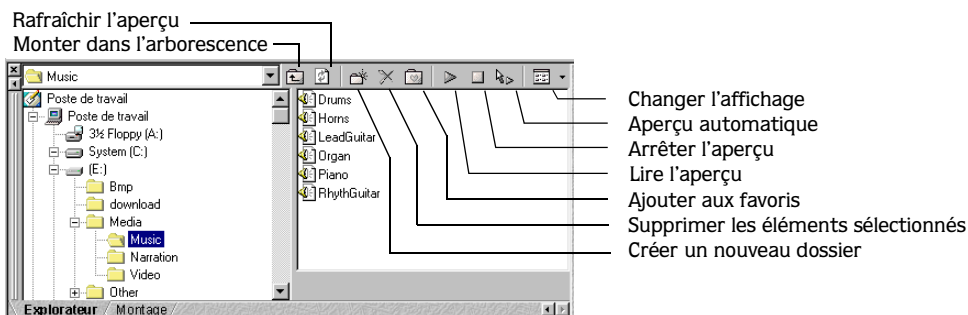 Rafraîchir l'aperçu
Monter dans l'arborescence
Music
Poste de travail
Poste de travail
3½ Floppy (A:)
System (C:)
(E:)
Bmp
download
Media
Music
Narration
Video
Other
Explorateur / Montage /
Drums
Horns
LeadGuitar
Organ
Piano
RhythGuitar
Changer l'affichage
Aperçu automatique
Arrêter l'aperçu
Lire l'aperçu
Ajouter aux favoris
Supprimer les éléments sélectionnés
Créer un nouveau dossier